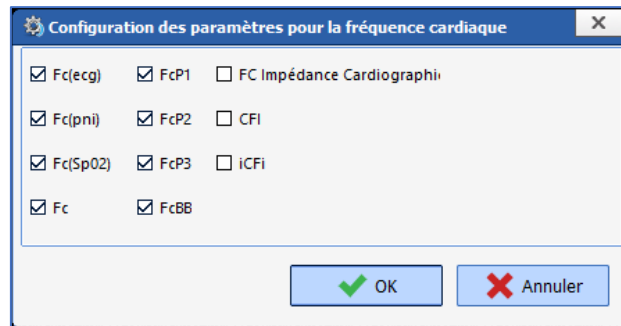 Configuration des paramètres pour la fréquence cardiaque
Fc(ecg) FcP1 FC Impédance Cardiographi
Fc(pni) FcP2 CFI
Fc(Sp02) FcP3 iCFi
Fc FcBB
OK Annuler